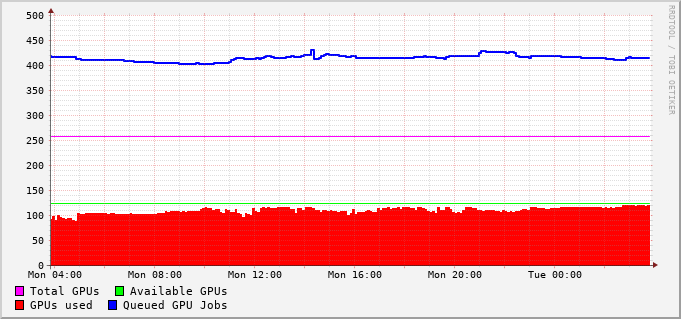 500
450
400
350
300
250
200
150
100
50
0
Mon 04:00 Mon 08:00 Mon 12:00 Mon 16:00 Mon 20:00 Tue 00:00
Total GPUs Available GPUs
GPUs used Queued GPU Jobs
RRDTOOL / TOBI OETIKER